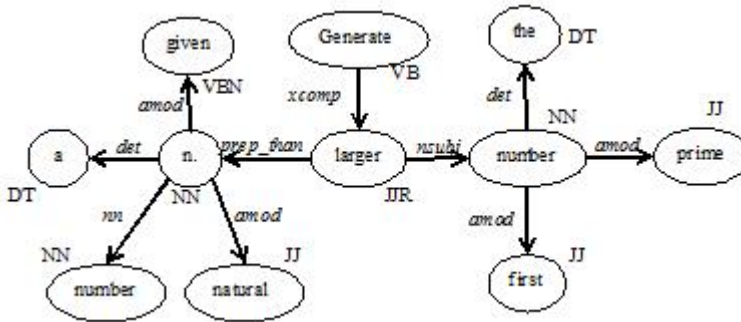 given
Generate
the
DT
VBN
VB
amod
xcomp
det
NN
JJ
a
det
n.
prep_than
larger
nsubj
number
amod
prime
DT
NN
JJR
nn
amod
amod
NN
JJ
JJ
number
natural
first